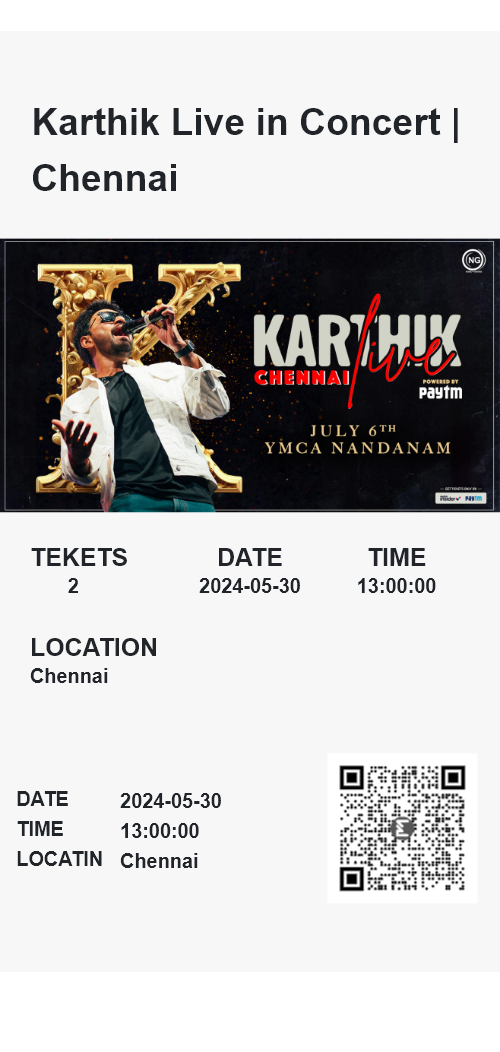 Karthik Live in Concert |
Chennai
NG
KARTHIK
live
CHENNAI
POWERED BY
paytm
JULY 6TH
YMCA NANDANAM
GET TICKETS ONLY ON
insider
paytm
TEKETS
DATE
TIME
2
2024-05-30
13:00:00
LOCATION
Chennai
DATE
2024-05-30
TIME
13:00:00
LOCATIN
Chennai